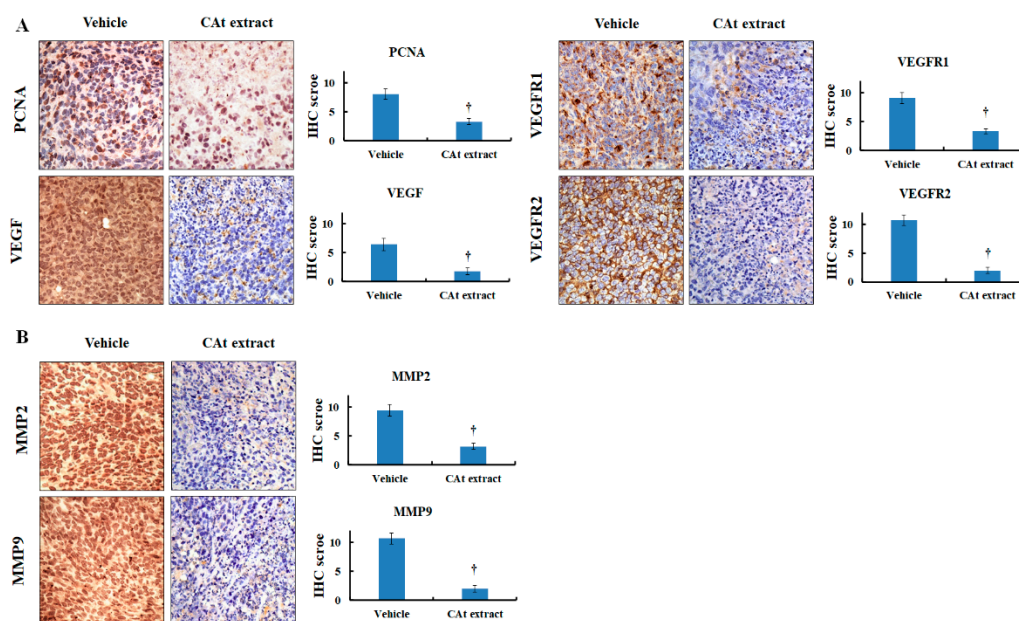 A
Vehicle
CAt extract
PCNA
PCNA
IHC scroe
10
5
0
†
Vehicle
CAt extract
VEGF
VEGF
IHC scroe
10
5
0
†
Vehicle
CAt extract
Vehicle
CAt extract
VEGFR1
VEGFR1
IHC scroe
10
5
0
†
Vehicle
CAt extract
VEGFR2
VEGFR2
IHC scroe
10
5
0
†
Vehicle
CAt extract
B
Vehicle
CAt extract
MMP2
MMP2
IHC scroe
10
5
0
†
Vehicle
CAt extract
MMP9
MMP9
IHC scroe
10
5
0
†
Vehicle
CAt extract